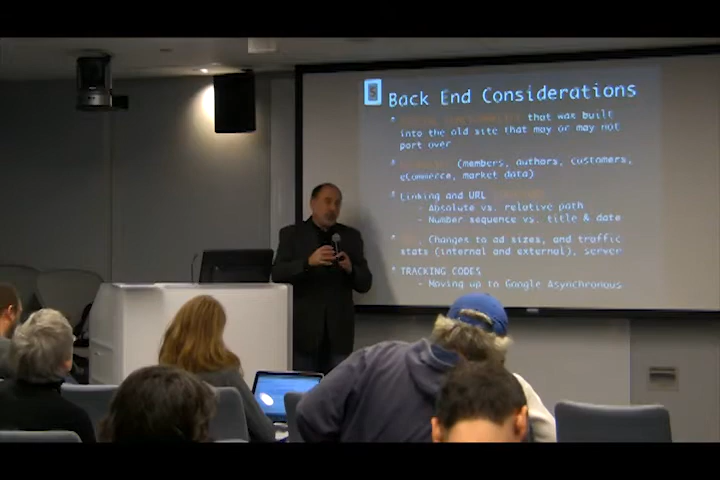 Back End Considerations
that was built
into the old site that may or may not
port over
(members, authors, customers,
eCommerce, market data)
Linking and URL
- Absolute vs. relative path
- Number sequence vs. title & date
, Changes to ad sizes, and traffic
stats (internal and external), server
TRACKING CODES
- Moving up to Google Asynchronous